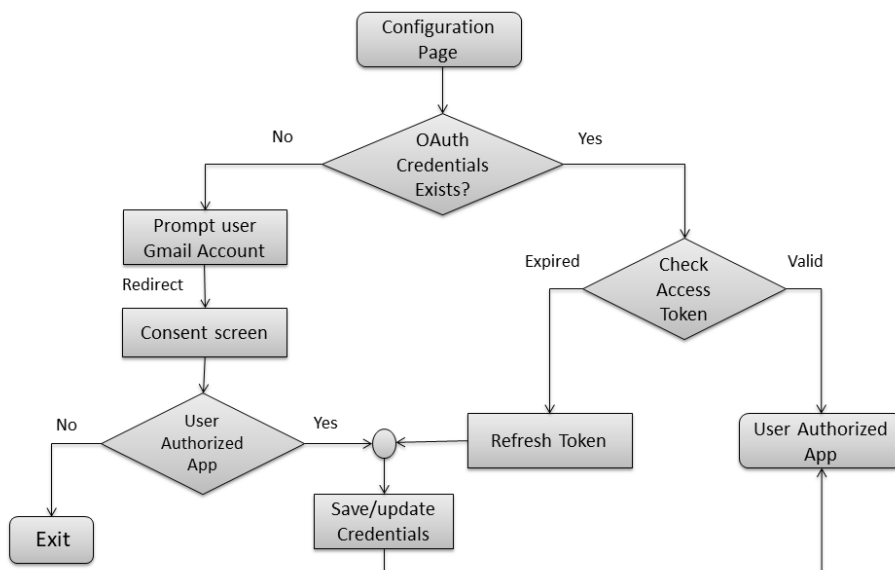 Configuration
Page
No
OAuth
Credentials
Exists?
Yes
Prompt user
Gmail Account
Redirect
Expired
Check
Access
Token
Valid
Consent screen
No
User
Authorized
App
Yes
Refresh Token
User Authorized
App
Save/update
Credentials
Exit